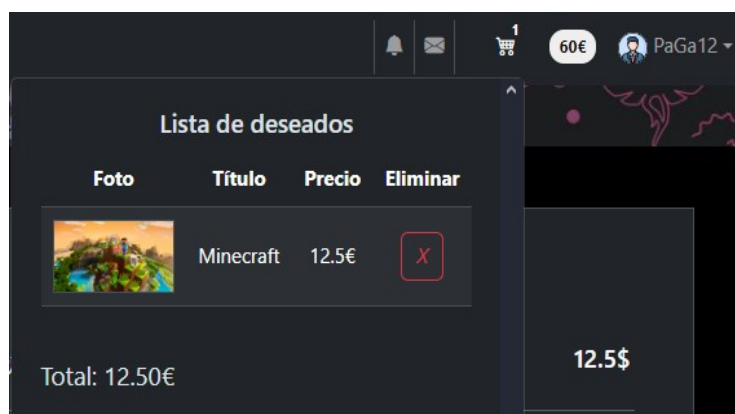 1
60€
PaGa12
Lista de deseados
Foto Título Precio Eliminar
Minecraft 12.5€ X
12.5$
Total: 12.50€